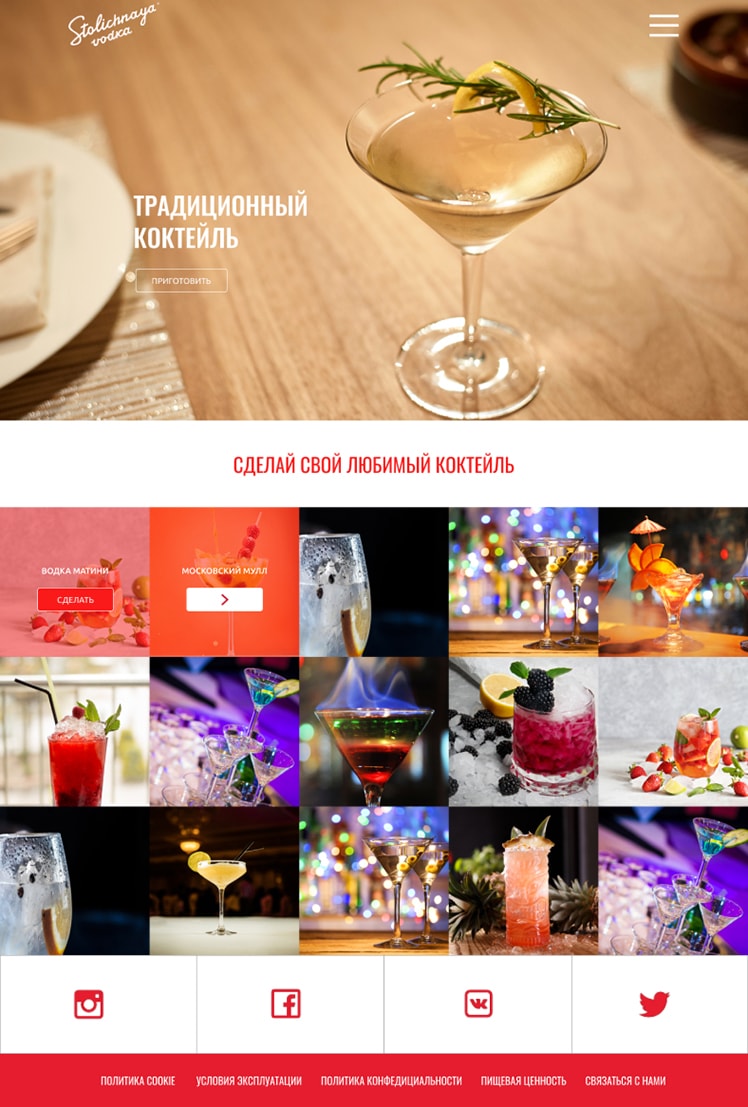 Stolichnaya
vodka
ТРАДИЦИОННЫЙ
КОКТЕЙЛЬ
ПРИГОТОВИТЬ
СДЕЛАЙ СВОЙ ЛЮБИМЫЙ КОКТЕЙЛЬ
ВОДКА МАТИНИ
МОСКОВСКИЙ МУЛЛ
СДЕЛАТЬ
ПОЛИТИКА COOKIE УСЛОВИЯ ЭКСПЛУАТАЦИИ ПОЛИТИКА КОНФЕДИЦИАЛЬНОСТИ ПИЩЕВАЯ ЦЕННОСТЬ СВЯЗАТЬСЯ С НАМИ